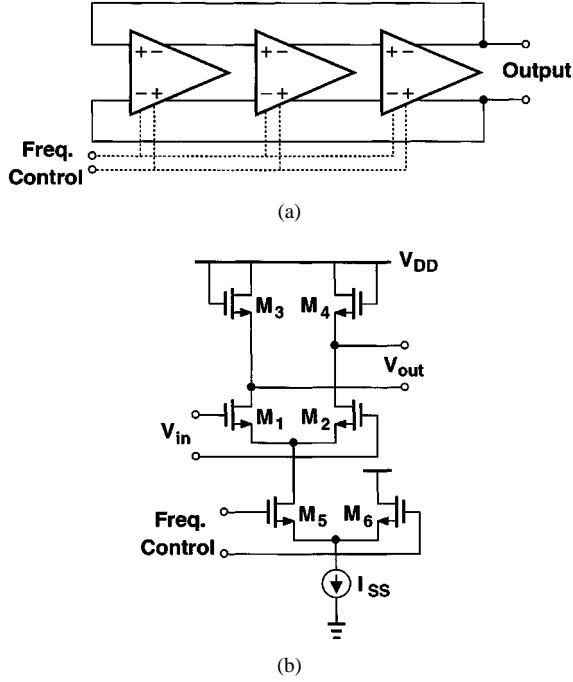 + − + − + −
Output
− + − + − +
Freq.
Control
(a)
V_DD
M_3 M_4
V_out
M_1 M_2
V_in
M_5 M_6
Freq.
Control
I_SS
(b)